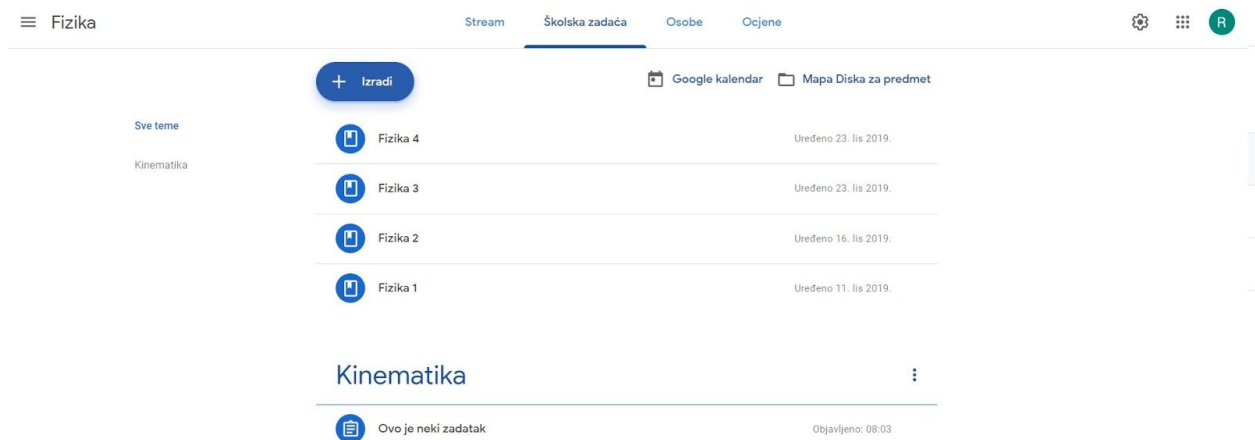 Fizika
Stream Školska zadaća Osobe Ocjene
R
Izradi
Google kalendar Mapa Diska za predmet
Sve teme
Kinematika
Fizika 4 Uređeno 23. lis 2019.
Fizika 3 Uređeno 23. lis 2019.
Fizika 2 Uređeno 16. lis 2019.
Fizika 1 Uređeno 11. lis 2019.
Kinematika
Ovo je neki zadatak Objavljeno: 08:03